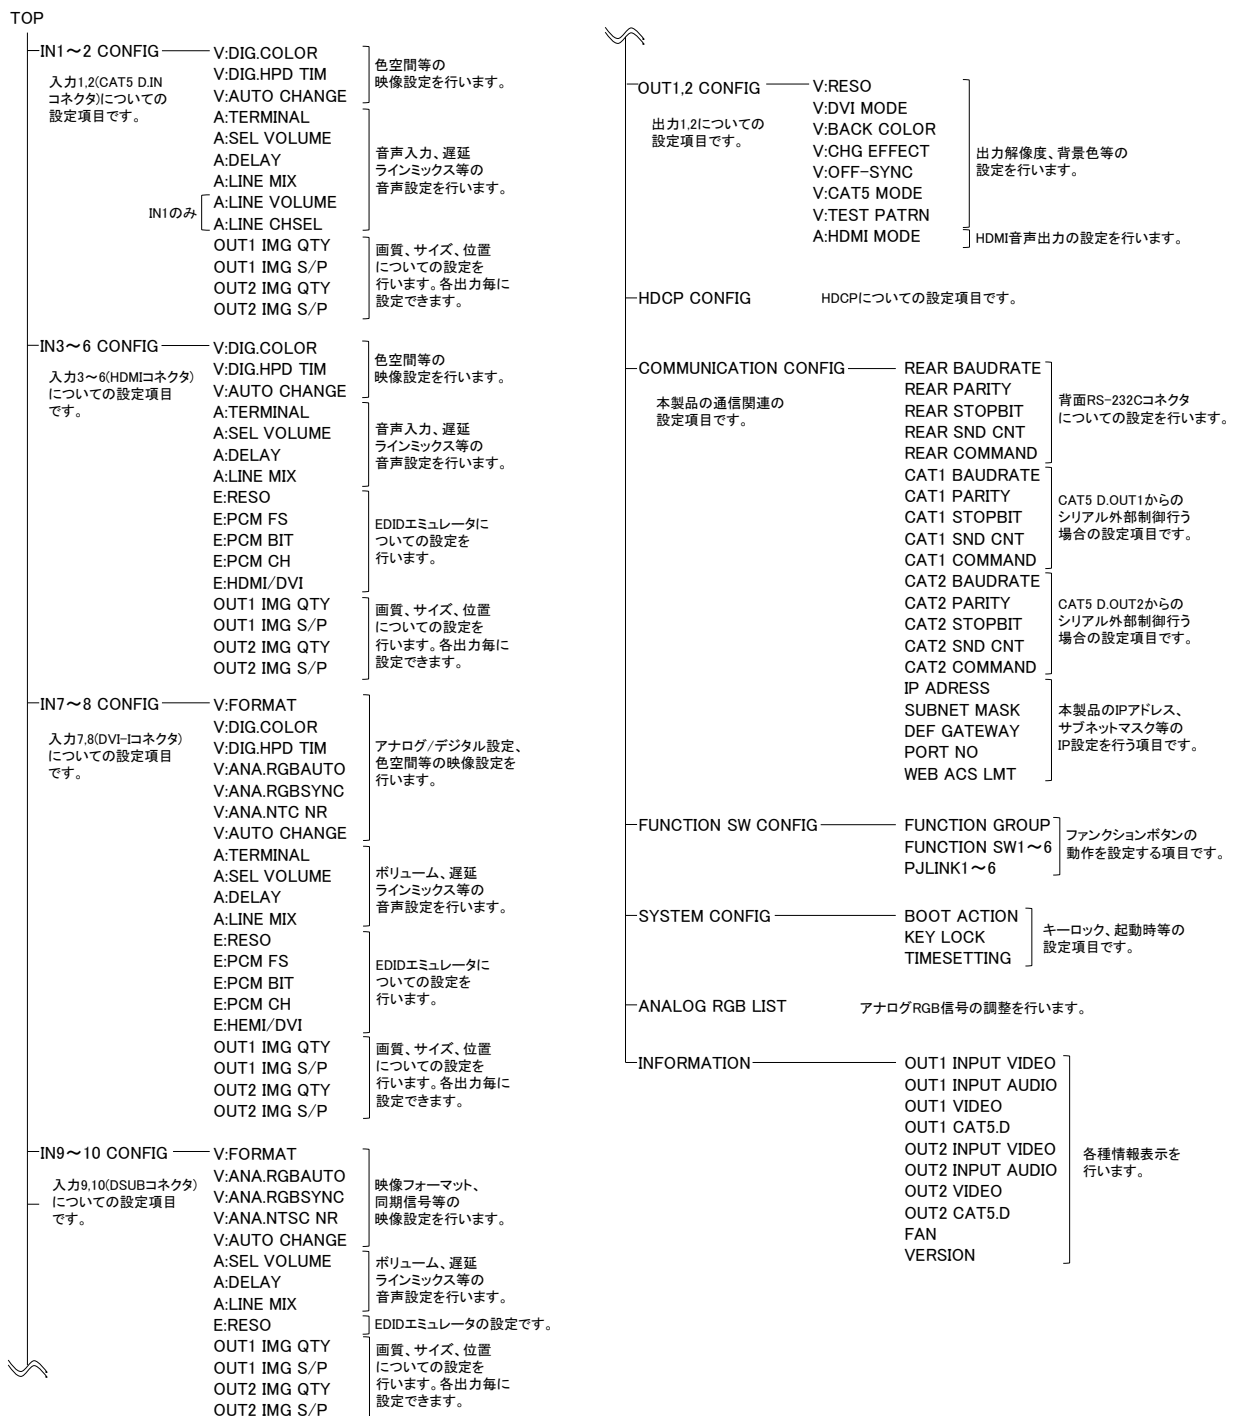 TOP
IN1～2 CONFIG
入力1,2(CAT5 D.IN
コネクタ)についての
設定項目です。
V:DIG.COLOR
V:DIG.HPD TIM
V:AUTO CHANGE
色空間等の
映像設定を行います。
A:TERMINAL
A:SEL VOLUME
A:DELAY
A:LINE MIX
IN1のみ
A:LINE VOLUME
A:LINE CHSEL
音声入力、遅延
ラインミックス等の
音声設定を行います。
OUT1 IMG QTY
OUT1 IMG S/P
OUT2 IMG QTY
OUT2 IMG S/P
画質、サイズ、位置
についての設定を
行います。各出力毎に
設定できます。
IN3～6 CONFIG
入力3～6(HDMIコネクタ)
についての設定項目
です。
V:DIG.COLOR
V:DIG.HPD TIM
V:AUTO CHANGE
色空間等の
映像設定を行います。
A:TERMINAL
A:SEL VOLUME
A:DELAY
A:LINE MIX
音声入力、遅延
ラインミックス等の
音声設定を行います。
E:RESO
E:PCM FS
E:PCM BIT
E:PCM CH
E:HDMI/DVI
EDIDエミュレータに
ついての設定を
行います。
OUT1 IMG QTY
OUT1 IMG S/P
OUT2 IMG QTY
OUT2 IMG S/P
画質、サイズ、位置
についての設定を
行います。各出力毎に
設定できます。
IN7～8 CONFIG
入力7,8(DVI-Iコネクタ)
についての設定項目
です。
V:FORMAT
V:DIG.COLOR
V:DIG.HPD TIM
V:ANA.RGBAUTO
V:ANA.RGBSYNC
V:ANA.NTC NR
V:AUTO CHANGE
アナログ/デジタル設定、
色空間等の映像設定を
行います。
A:TERMINAL
A:SEL VOLUME
A:DELAY
A:LINE MIX
ボリューム、遅延
ラインミックス等の
音声設定を行います。
E:RESO
E:PCM FS
E:PCM BIT
E:PCM CH
E:HEMI/DVI
EDIDエミュレータに
ついての設定を
行います。
OUT1 IMG QTY
OUT1 IMG S/P
OUT2 IMG QTY
OUT2 IMG S/P
画質、サイズ、位置
についての設定を
行います。各出力毎に
設定できます。
IN9～10 CONFIG
入力9,10(DSUBコネクタ)
についての設定項目
です。
V:FORMAT
V:ANA.RGBAUTO
V:ANA.RGBSYNC
V:ANA.NTSC NR
V:AUTO CHANGE
映像フォーマット、
同期信号等の
映像設定を行います。
A:SEL VOLUME
A:DELAY
A:LINE MIX
ボリューム、遅延
ラインミックス等の
音声設定を行います。
E:RESO
EDIDエミュレータの設定です。
OUT1 IMG QTY
OUT1 IMG S/P
OUT2 IMG QTY
OUT2 IMG S/P
画質、サイズ、位置
についての設定を
行います。各出力毎に
設定できます。
OUT1,2 CONFIG
出力1,2についての
設定項目です。
V:RESO
V:DVI MODE
V:BACK COLOR
V:CHG EFFECT
V:OFF-SYNC
V:CAT5 MODE
V:TEST PATRN
出力解像度、背景色等の
設定を行います。
A:HDMI MODE
HDMI音声出力の設定を行います。
HDCP CONFIG
HDCPについての設定項目です。
COMMUNICATION CONFIG
本製品の通信関連の
設定項目です。
REAR BAUDRATE
REAR PARITY
REAR STOPBIT
REAR SND CNT
REAR COMMAND
背面RS-232Cコネクタ
についての設定を行います。
CAT1 BAUDRATE
CAT1 PARITY
CAT1 STOPBIT
CAT1 SND CNT
CAT1 COMMAND
CAT5 D.OUT1からの
シリアル外部制御行う
場合の設定項目です。
CAT2 BAUDRATE
CAT2 PARITY
CAT2 STOPBIT
CAT2 SND CNT
CAT2 COMMAND
CAT5 D.OUT2からの
シリアル外部制御行う
場合の設定項目です。
IP ADRESS
SUBNET MASK
DEF GATEWAY
PORT NO
WEB ACS LMT
本製品のIPアドレス、
サブネットマスク等の
IP設定を行う項目です。
FUNCTION SW CONFIG
FUNCTION GROUP
FUNCTION SW1～6
PJLINK1～6
ファンクションボタンの
動作を設定する項目です。
SYSTEM CONFIG
BOOT ACTION
KEY LOCK
TIMESETTING
キーロック、起動時等の
設定項目です。
ANALOG RGB LIST
アナログRGB信号の調整を行います。
INFORMATION
OUT1 INPUT VIDEO
OUT1 INPUT AUDIO
OUT1 VIDEO
OUT1 CAT5.D
OUT2 INPUT VIDEO
OUT2 INPUT AUDIO
OUT2 VIDEO
OUT2 CAT5.D
FAN
VERSION
各種情報表示を
行います。